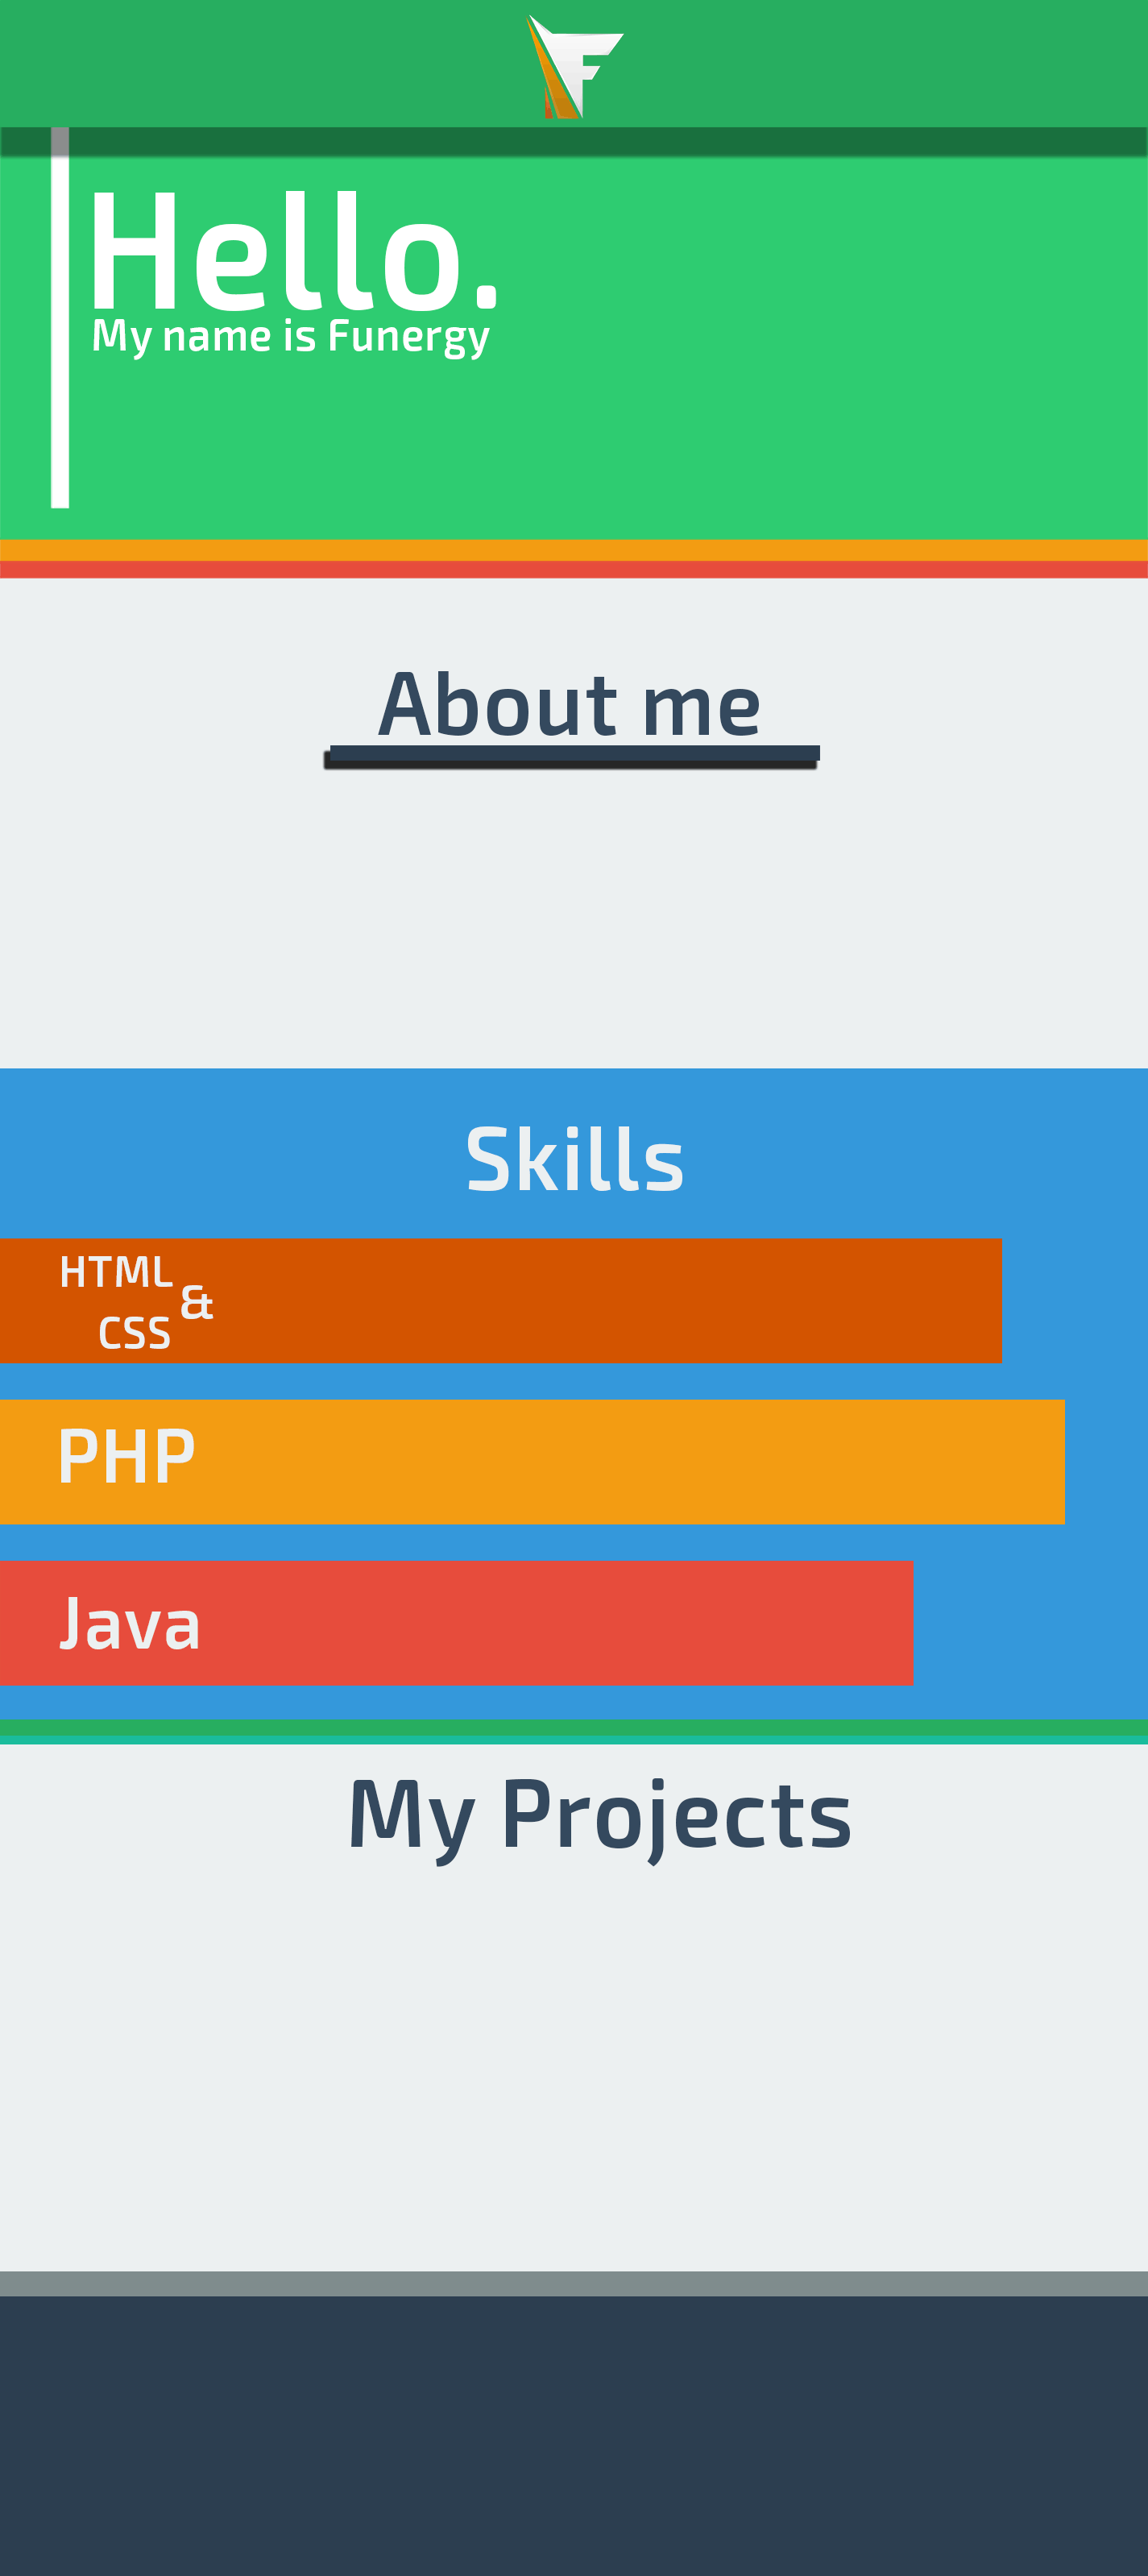 F
Hello.
My name is Funergy
About me
Skills
HTML
&
CSS
PHP
Java
My Projects